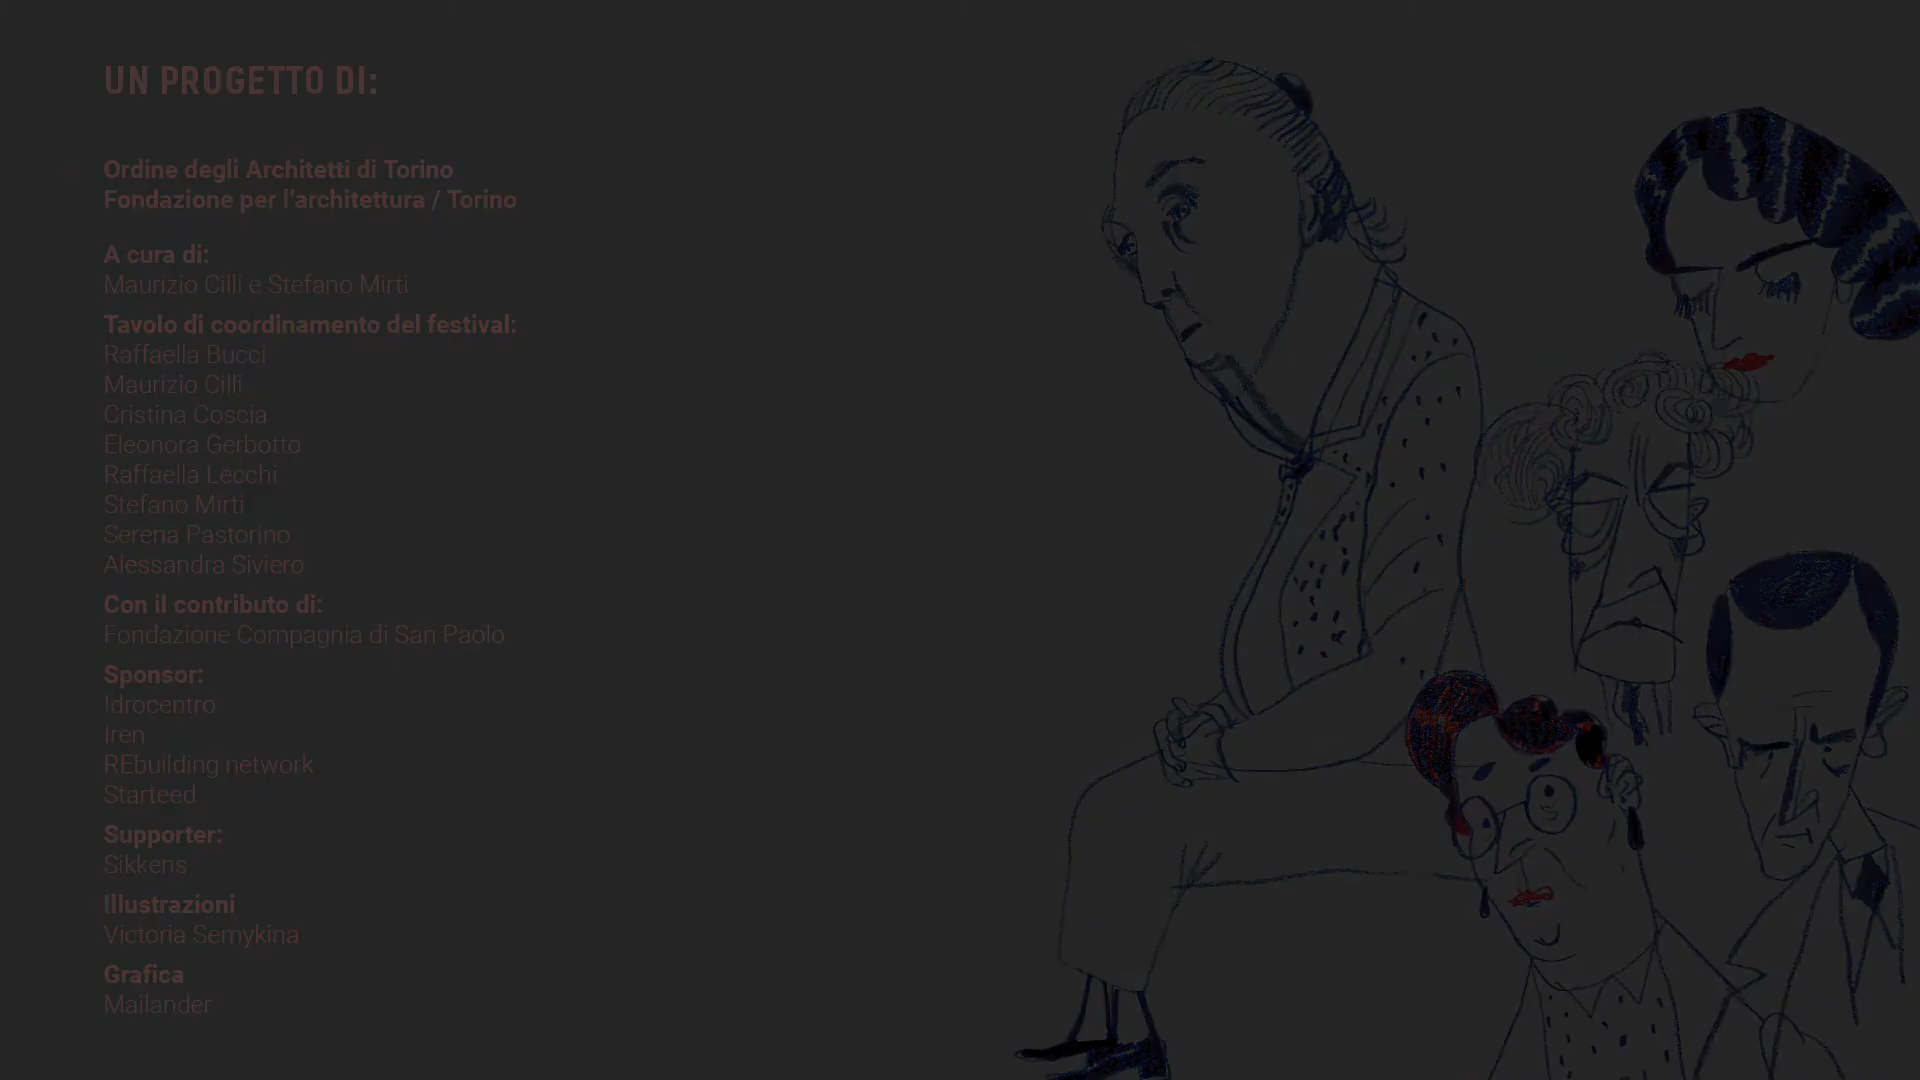 UN PROGETTO DI:
Ordine degli Architetti di Torino
Fondazione per l'architettura / Torino
A cura di:
Maurizio Cilli e Stefano Mirti
Tavolo di coordinamento del festival:
Raffaella Bucci
Maurizio Cilli
Cristina Coscia
Eleonora Gerbotto
Raffaella Lecchi
Stefano Mirti
Serena Pastorino
Alessandra Siviero
Con il contributo di:
Fondazione Compagnia di San Paolo
Sponsor:
Idrocentro
Iren
REbuilding network
Starteed
Supporter:
Sikkens
Illustrazioni
Victoria Semykina
Grafica
Mailander